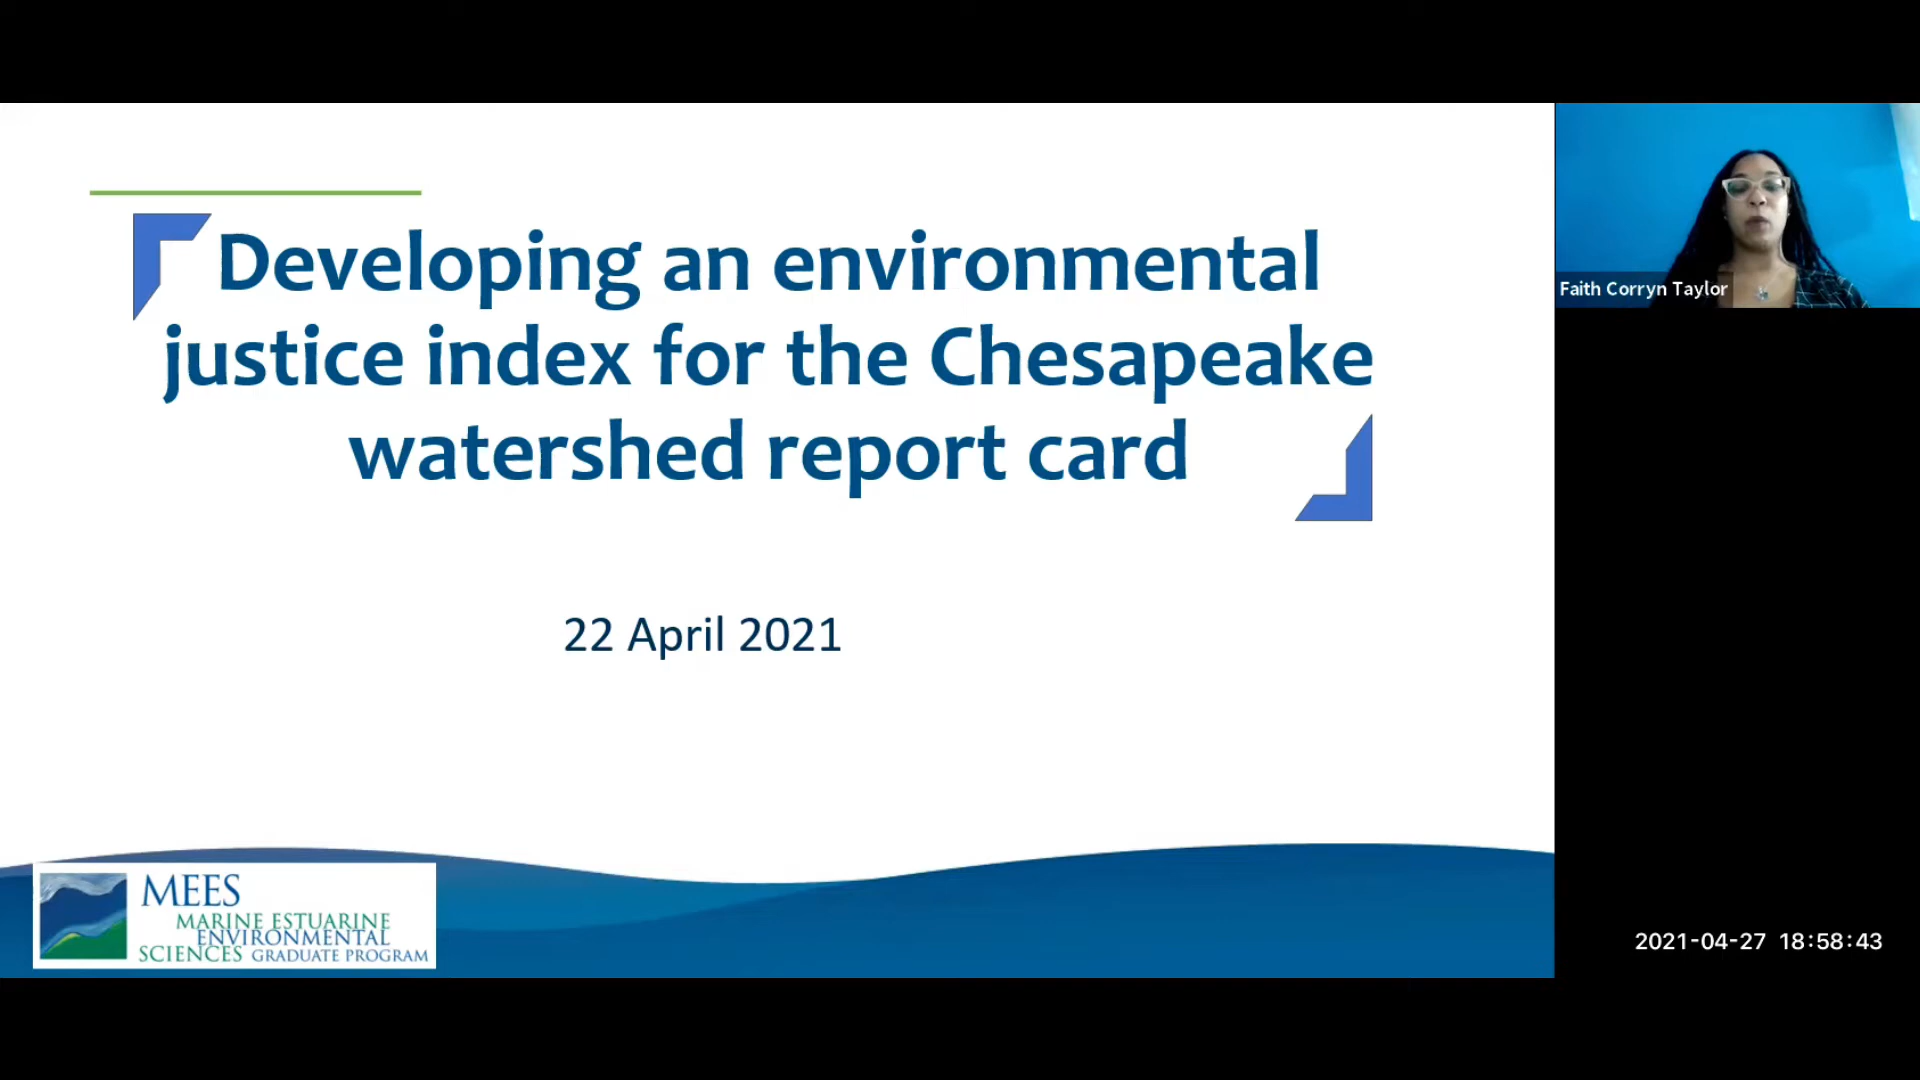 Developing an environmental
justice index for the Chesapeake
watershed report card
22 April 2021
MEES
MARINE ESTUARINE
ENVIRONMENTAL
SCIENCES GRADUATE PROGRAM
Faith Corryn Taylor
2021-04-27 18:58:43